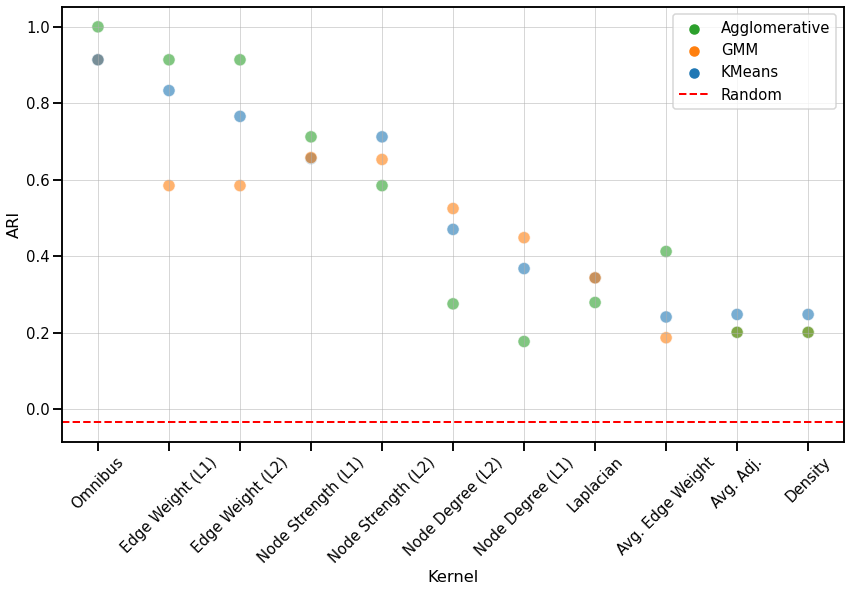 Agglomerative
GMM
KMeans
Random
1.0
0.8
0.6
0.4
0.2
0.0
ARI
Omnibus
Edge Weight (L1)
Edge Weight (L2)
Node Strength (L1)
Node Strength (L2)
Node Degree (L2)
Node Degree (L1)
Laplacian
Avg. Edge Weight
Avg. Adj.
Density
Kernel